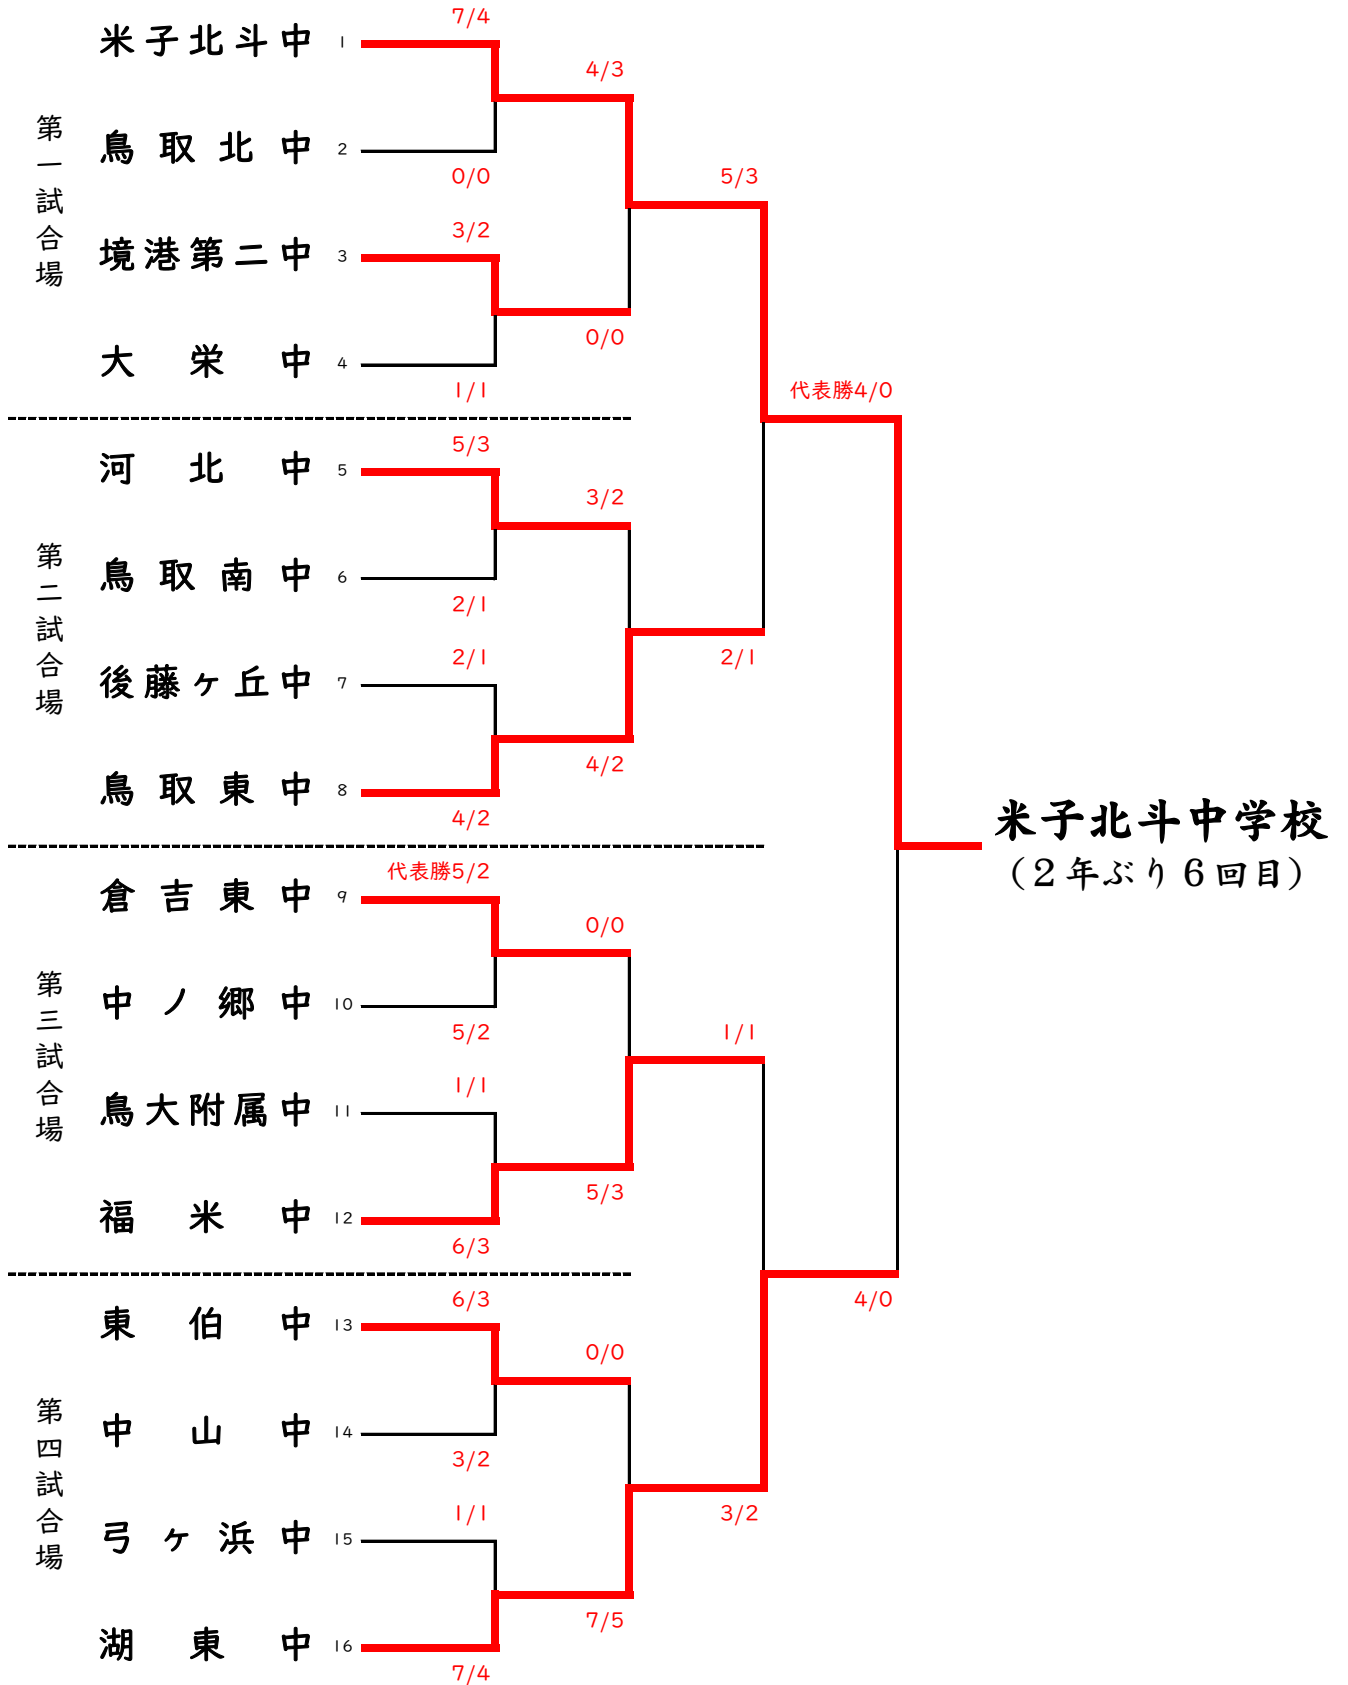 7/4
米子北斗中 1
4/3
第一試合場
鳥取北中 2
0/0
5/3
3/2
境港第二中 3
0/0
大栄中 4
1/1
代表勝4/0
5/3
河北中 5
3/2
第二試合場
鳥取南中 6
2/1
2/1
2/1
後藤ヶ丘中 7
4/2
鳥取東中 8
4/2
米子北斗中学校
(2年ぶり6回目)
代表勝5/2
倉吉東中 9
0/0
第三試合場
中ノ郷中 10
5/2
1/1
1/1
鳥大附属中 11
5/3
福米中 12
6/3
6/3
4/0
東伯中 13
0/0
第四試合場
中山中 14
3/2
1/1
3/2
弓ヶ浜中 15
7/5
湖東中 16
7/4